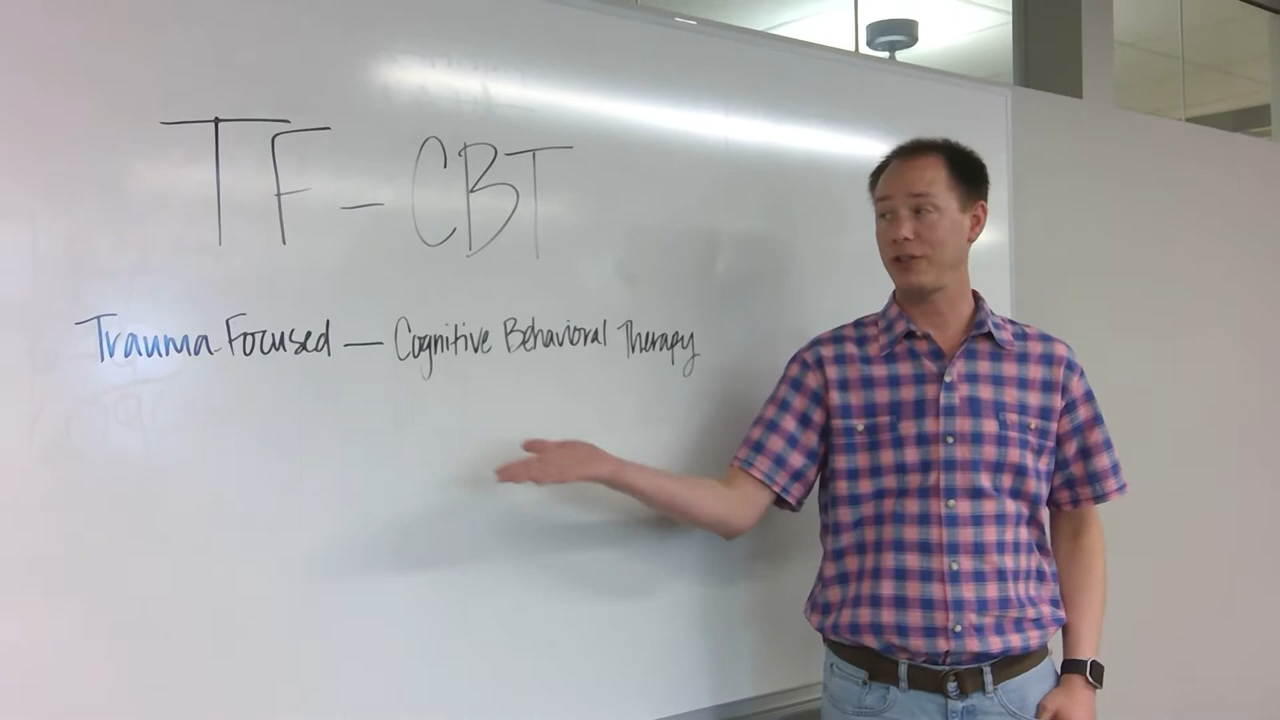 TF - CBT
Trauma Focused — Cognitive Behavioral Therapy